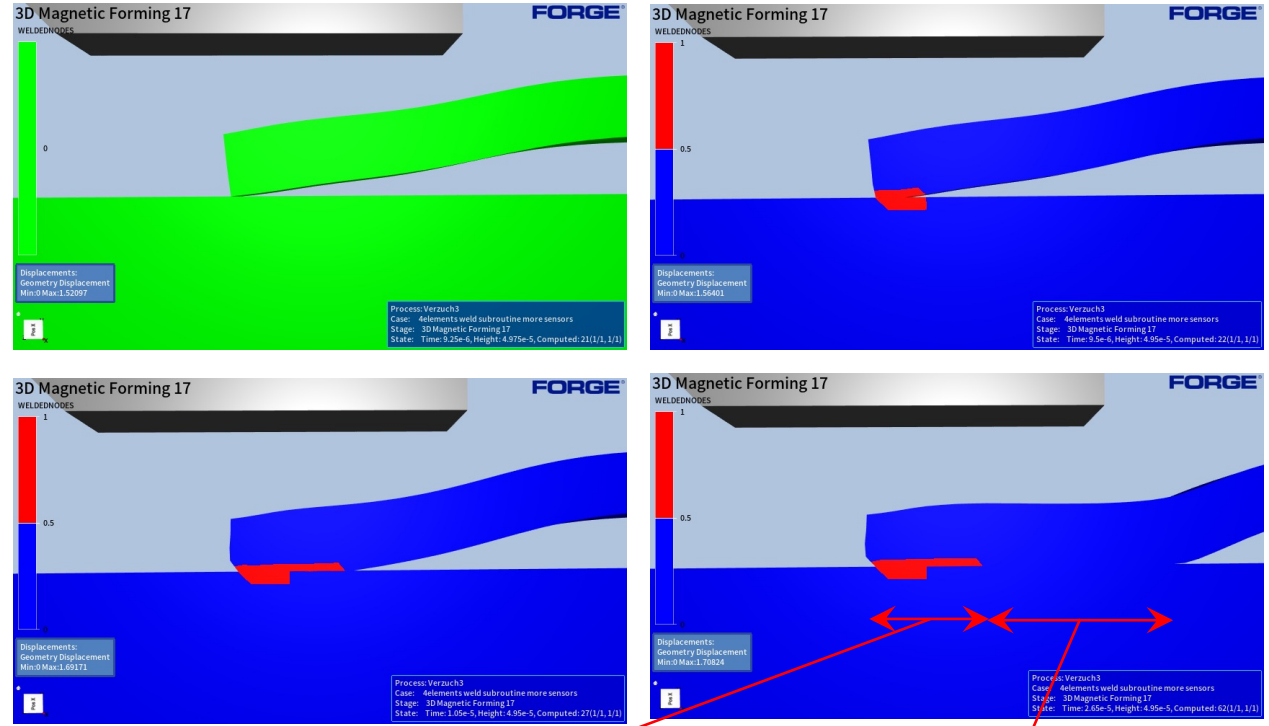 3D Magnetic Forming 17
FORGE®
WELDEDNODES
0
Displacements:
Geometry Displacement
Min:0 Max:1.52097
Process: Verzuch3
Case: 4elements weld subroutine more sensors
Stage: 3D Magnetic Forming 17
State: Time: 9.25e-6, Height: 4.975e-5, Computed: 21(1/1, 1/1)
Pos X
3D Magnetic Forming 17
FORGE®
WELDEDNODES
1
0.5
0
Displacements:
Geometry Displacement
Min:0 Max:1.56401
Process: Verzuch3
Case: 4elements weld subroutine more sensors
Stage: 3D Magnetic Forming 17
State: Time: 9.5e-6, Height: 4.95e-5, Computed: 22(1/1, 1/1)
Pos X
3D Magnetic Forming 17
FORGE®
WELDEDNODES
1
0.5
0
Displacements:
Geometry Displacement
Min:0 Max:1.69171
Process: Verzuch3
Case: 4elements weld subroutine more sensors
Stage: 3D Magnetic Forming 17
State: Time: 1.05e-5, Height: 4.95e-5, Computed: 27(1/1, 1/1)
Pos X
3D Magnetic Forming 17
FORGE®
WELDEDNODES
1
0.5
0
Displacements:
Geometry Displacement
Min:0 Max:1.70824
Process: Verzuch3
Case: 4elements weld subroutine more sensors
Stage: 3D Magnetic Forming 17
State: Time: 2.65e-5, Height: 4.95e-5, Computed: 62(1/1, 1/1)
Pos X